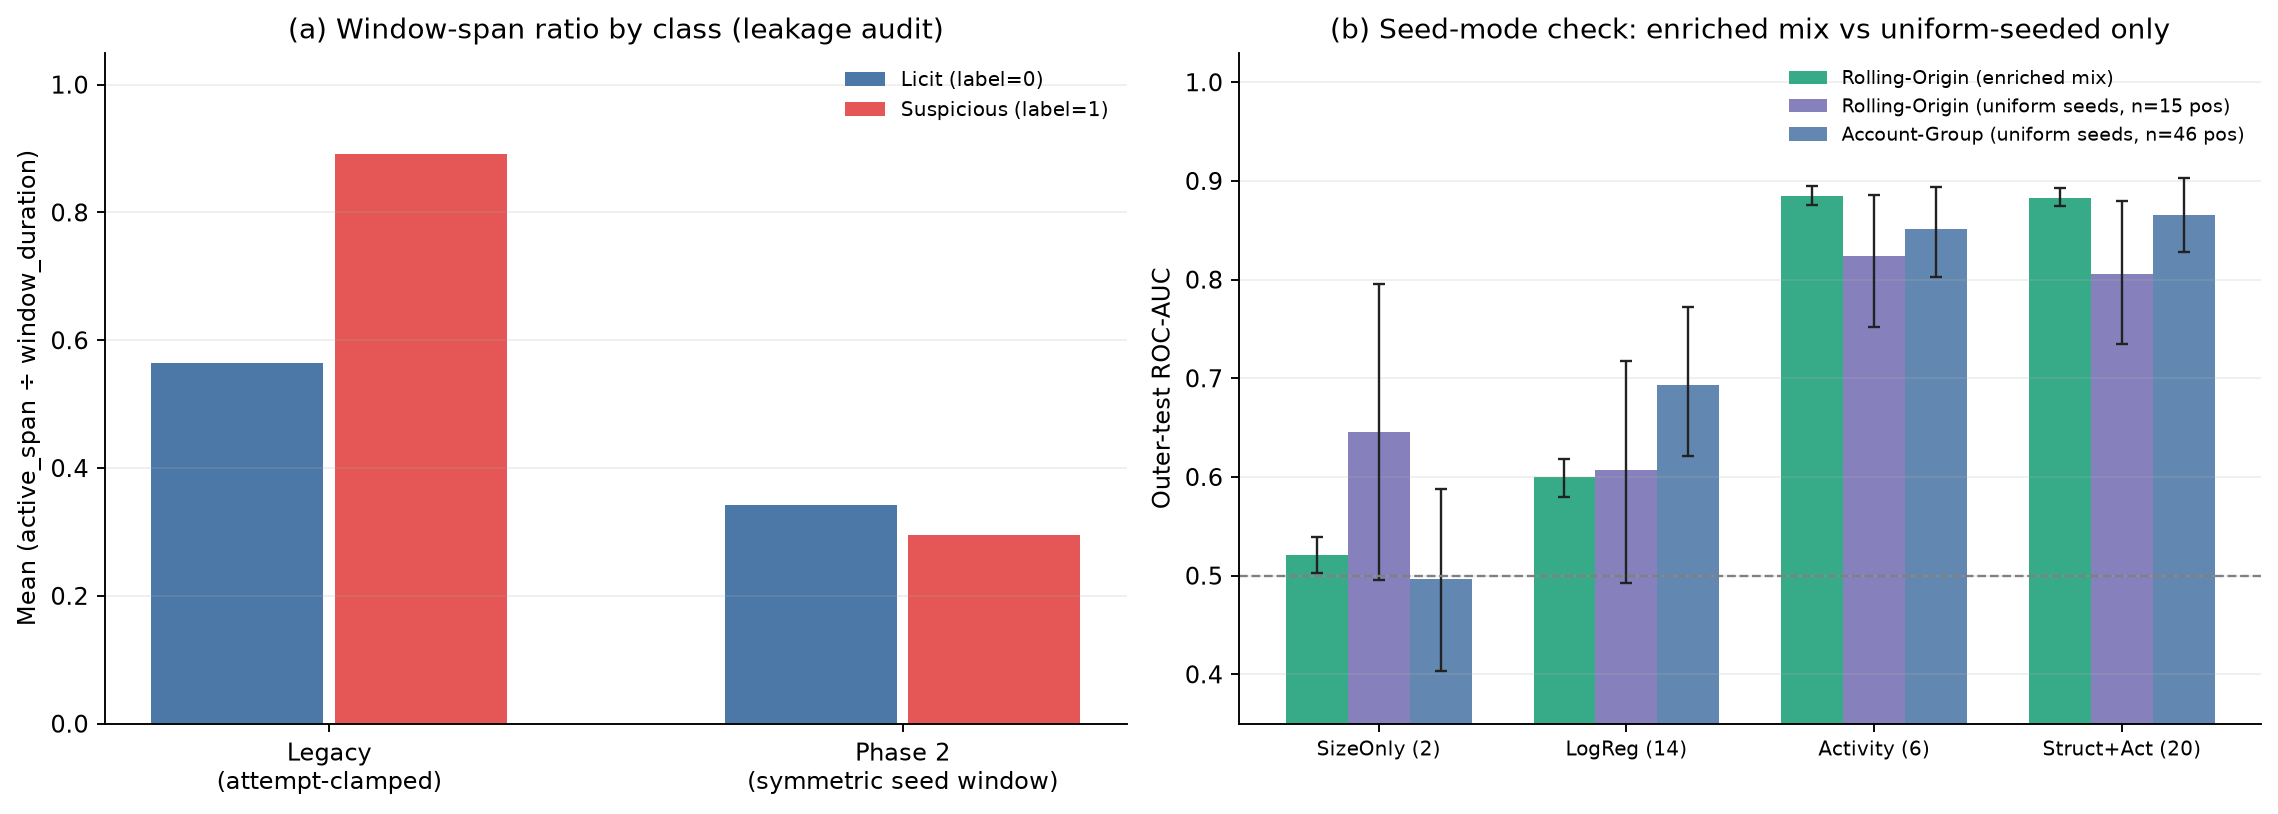 (a) Window-span ratio by class (leakage audit)
Mean (active_span ÷ window_duration)
1.0
0.8
0.6
0.4
0.2
0.0
Licit (label=0)
Suspicious (label=1)
Legacy
(attempt-clamped)
Phase 2
(symmetric seed window)
(b) Seed-mode check: enriched mix vs uniform-seeded only
Outer-test ROC-AUC
1.0
0.9
0.8
0.7
0.6
0.5
0.4
Rolling-Origin (enriched mix)
Rolling-Origin (uniform seeds, n=15 pos)
Account-Group (uniform seeds, n=46 pos)
SizeOnly (2)
LogReg (14)
Activity (6)
Struct+Act (20)